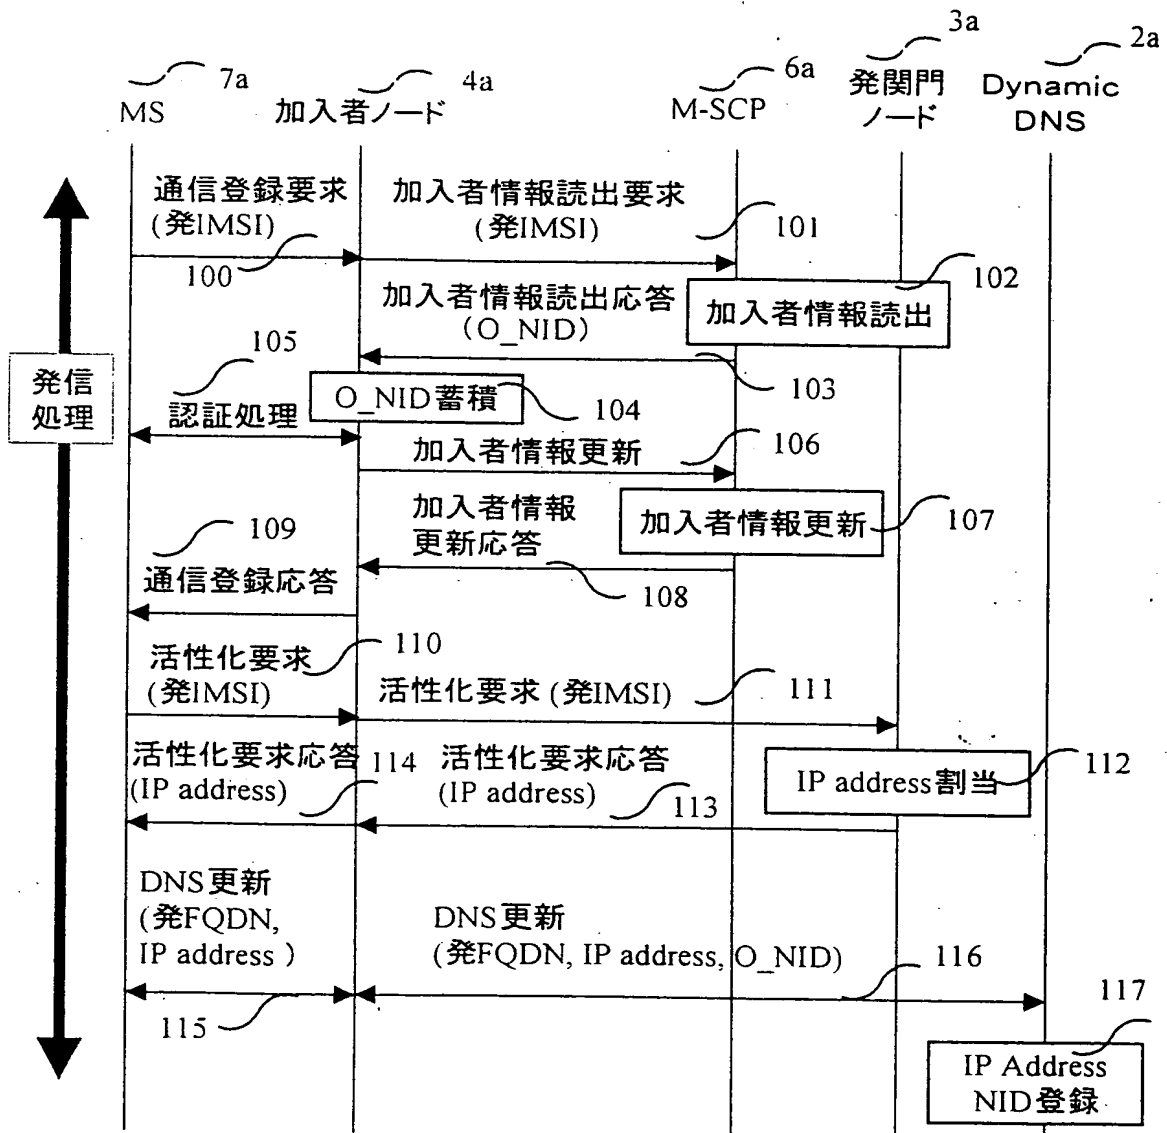 7a
4a
6a
3a
2a
MS
加入者ノード
M-SCP
発関門
ノード
Dynamic
DNS
通信登録要求
(発IMSI)
100
加入者情報読出要求
(発IMSI)
101
102
加入者情報読出
加入者情報読出応答
(O_NID)
103
発信
処理
105
認証処理
O_NID蓄積
104
加入者情報更新
106
加入者情報更新
107
加入者情報
更新応答
108
109
通信登録応答
110
活性化要求
(発IMSI)
活性化要求 (発IMSI)
111
活性化要求応答
(IP address)
114
活性化要求応答
(IP address)
113
IP address割当
112
DNS更新
(発FQDN,
IP address )
115
DNS更新
(発FQDN, IP address, O_NID)
116
117
IP Address
NID登録